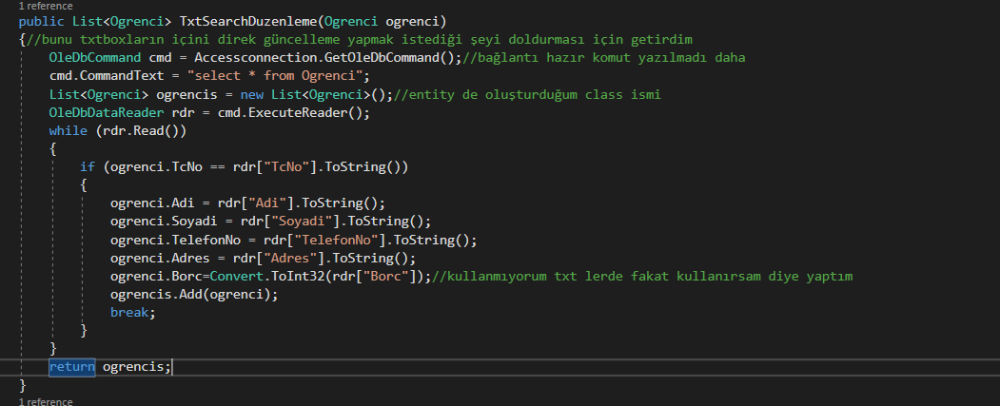 1 reference
public List<Ogrenci> TxtSearchDuzenleme(Ogrenci ogrenci)
{//bunu txtboxların içini direk güncelleme yapmak istediği şeyi doldurması için getirdim
OleDbCommand cmd = Accessconnection.GetOleDbCommand();//bağlantı hazır komut yazılmadı daha
cmd.CommandText = "select * from Ogrenci";
List<Ogrenci> ogrencis = new List<Ogrenci>();//entity de oluşturduğum class ismi
OleDbDataReader rdr = cmd.ExecuteReader();
while (rdr.Read())
{
if (ogrenci.TcNo == rdr["TcNo"].ToString())
{
ogrenci.Adi = rdr["Adi"].ToString();
ogrenci.Soyadi = rdr["Soyadi"].ToString();
ogrenci.TelefonNo = rdr["TelefonNo"].ToString();
ogrenci.Adres = rdr["Adres"].ToString();
ogrenci.Borc=Convert.ToInt32(rdr["Borc"]);//kullanmıyorum txt lerde fakat kullanırsam diye yaptım
ogrencis.Add(ogrenci);
break;
}
}
return ogrencis;
}
1 reference